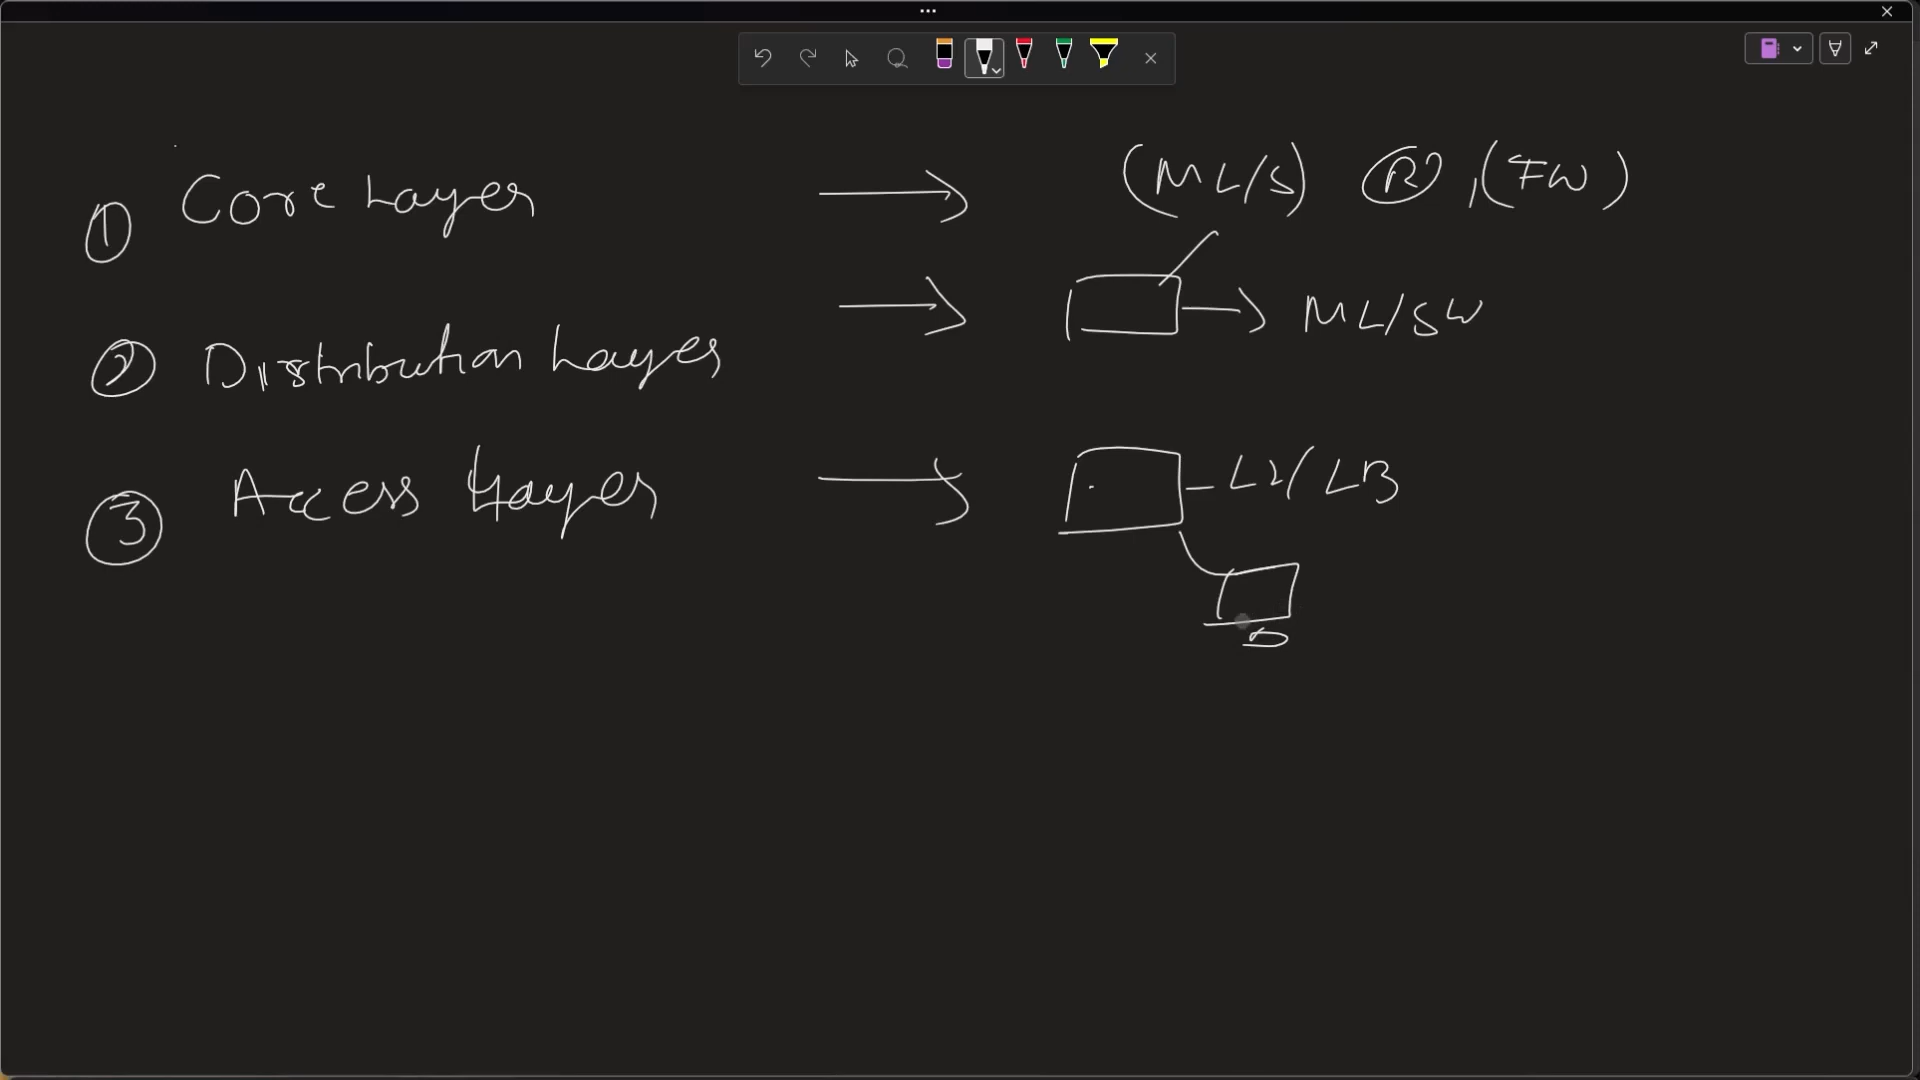 ① Core Layer → (ML/S) Ⓡ, (FW)
② Distribution Layer → → ML/SW
③ Access Layer → - L2/L3